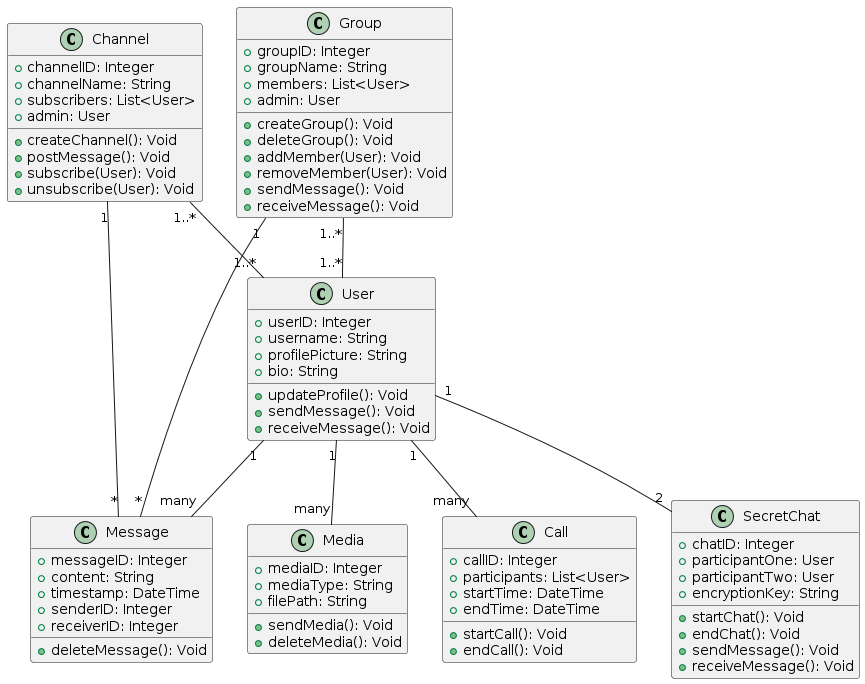 C Channel
channelID: Integer
channelName: String
subscribers: List<User>
admin: User
createChannel(): Void
postMessage(): Void
subscribe(User): Void
unsubscribe(User): Void
C Group
groupID: Integer
groupName: String
members: List<User>
admin: User
createGroup(): Void
deleteGroup(): Void
addMember(User): Void
removeMember(User): Void
sendMessage(): Void
receiveMessage(): Void
1
1..*
1
1..*
1..*
1..*
C User
userID: Integer
username: String
profilePicture: String
bio: String
updateProfile(): Void
sendMessage(): Void
receiveMessage(): Void
1
1
1
1
*
*
many
many
many
2
C Message
messageID: Integer
content: String
timestamp: DateTime
senderID: Integer
receiverID: Integer
deleteMessage(): Void
C Media
mediaID: Integer
mediaType: String
filePath: String
sendMedia(): Void
deleteMedia(): Void
C Call
callID: Integer
participants: List<User>
startTime: DateTime
endTime: DateTime
startCall(): Void
endCall(): Void
C SecretChat
chatID: Integer
participantOne: User
participantTwo: User
encryptionKey: String
startChat(): Void
endChat(): Void
sendMessage(): Void
receiveMessage(): Void